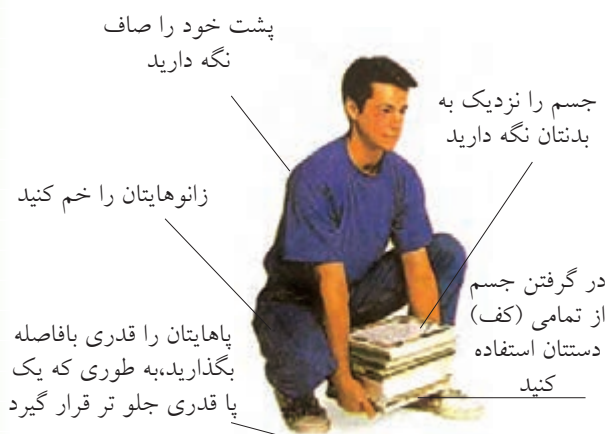 پشت خود را صاف
نگه دارید
جسم را نزدیک به
بدنتان نگه دارید
زانوهایتان را خم کنید
در گرفتن جسم
از تمامی (کف)
دستتان استفاده
کنید
پاهایتان را قدری بافاصله
بگذارید،به طوری که یک
پا قدری جلو تر قرار گیرد